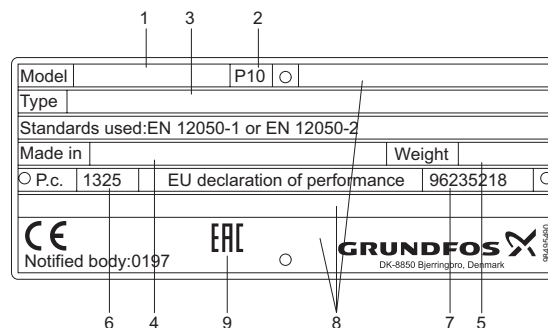 1 2
3
Model P10
Type
Standards used:EN 12050-1 or EN 12050-2
Made in Weight
P.c. 1325 EU declaration of performance 96235218
CE EAC GRUNDFOS
DK-8850 Bjerringbro, Denmark
Notified body:0197
98495490
6 4 9 8 7 5